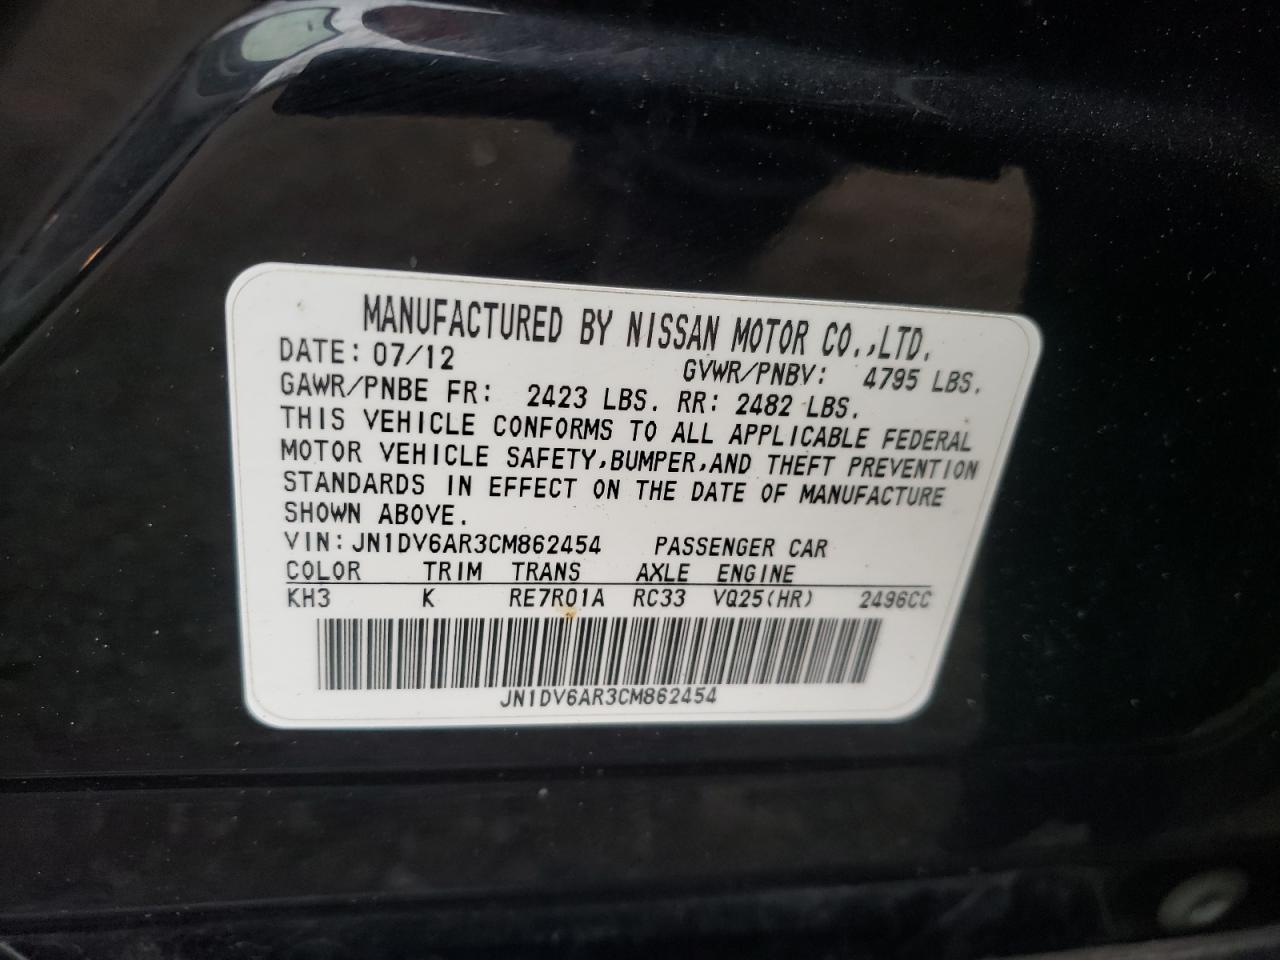 MANUFACTURED BY NISSAN MOTOR CO.,LTD.
DATE: 07/12 GVWR/PNBV: 4795 LBS.
GAWR/PNBE FR: 2423 LBS. RR: 2482 LBS.
THIS VEHICLE CONFORMS TO ALL APPLICABLE FEDERAL
MOTOR VEHICLE SAFETY,BUMPER,AND THEFT PREVENTION
STANDARDS IN EFFECT ON THE DATE OF MANUFACTURE
SHOWN ABOVE.
VIN:JN1DV6AR3CM862454 PASSENGER CAR
COLOR TRIM TRANS AXLE ENGINE
KH3 K RE7R01A RC33 VQ25(HR) 2496CC
JN1DV6AR3CM862454